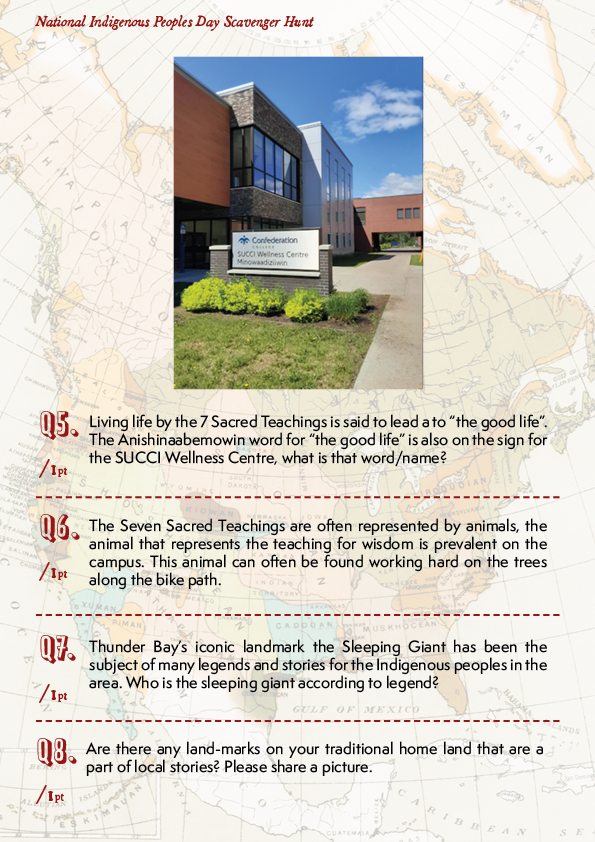 National Indigenous Peoples Day Scavenger Hunt
Confederation
COLLEGE
SUCCI Wellness Centre
Minowaadiziiwin
Q5.
Living life by the 7 Sacred Teachings is said to lead a to “the good life”.
The Anishinaabemowin word for “the good life” is also on the sign for
the SUCCI Wellness Centre, what is that word/name?
/1pt
Q6.
The Seven Sacred Teachings are often represented by animals, the
animal that represents the teaching for wisdom is prevalent on the
campus. This animal can often be found working hard on the trees
along the bike path.
/1pt
Q7.
Thunder Bay’s iconic landmark the Sleeping Giant has been the
subject of many legends and stories for the Indigenous peoples in the
area. Who is the sleeping giant according to legend?
/1pt
GULF OF MEXICO
Q8.
Are there any land-marks on your traditional home land that are a
part of local stories? Please share a picture.
/1pt
ESKIMAUAN
CARIBBEAN SE